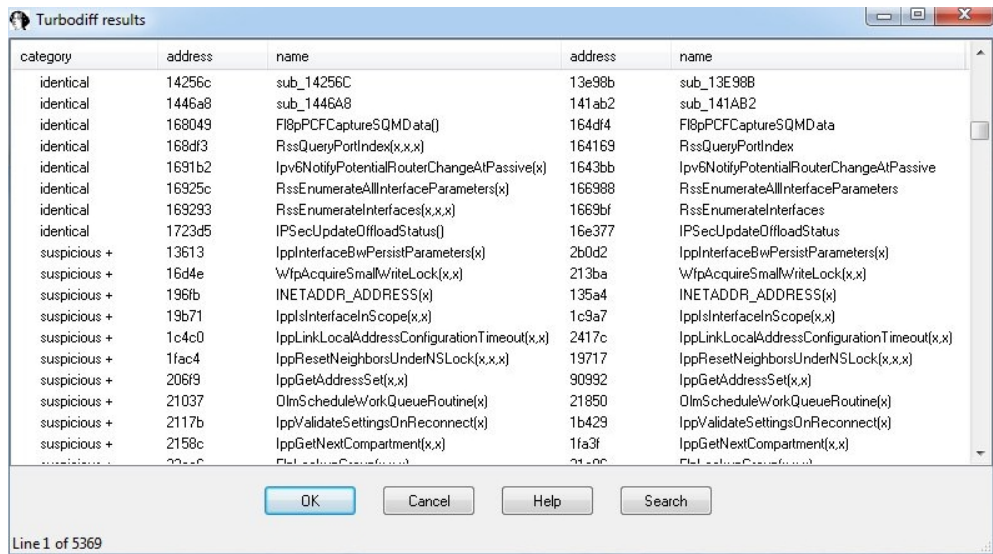 Turbodiff results
category address name address name
identical 14256c sub_14256C 13e98b sub_13E98B
identical 1446a8 sub_1446A8 141ab2 sub_141AB2
identical 168049 Fl8pPCFCaptureSQMData() 164df4 Fl8pPCFCaptureSQMData
identical 168df3 RssQueryPortIndex(x,x,x) 164169 RssQueryPortIndex
identical 1691b2 Ipv6NotifyPotentialRouterChangeAtPassive(x) 1643bb Ipv6NotifyPotentialRouterChangeAtPassive
identical 16925c RssEnumerateAllInterfaceParameters(x) 166988 RssEnumerateAllInterfaceParameters
identical 169293 RssEnumerateInterfaces(x,x,x) 1669bf RssEnumerateInterfaces
identical 1723d5 IPSecUpdateOffloadStatus() 16e377 IPSecUpdateOffloadStatus
suspicious + 13613 IppInterfaceBwPersistParameters(x) 2b0d2 IppInterfaceBwPersistParameters(x)
suspicious + 16d4e WfpAcquireSmallWriteLock(x,x) 213ba WfpAcquireSmallWriteLock(x,x)
suspicious + 196fb INETADDR_ADDRESS(x) 135a4 INETADDR_ADDRESS(x)
suspicious + 19b71 IppIsInterfaceInScope(x,x) 1c9a7 IppIsInterfaceInScope(x,x)
suspicious + 1c4c0 IppLinkLocalAddressConfigurationTimeout(x,x) 2417c IppLinkLocalAddressConfigurationTimeout(x,x)
suspicious + 1fac4 IppResetNeighborsUnderNSLock(x,x,x) 19717 IppResetNeighborsUnderNSLock(x,x,x)
suspicious + 206f9 IppGetAddressSet(x,x) 90992 IppGetAddressSet(x,x)
suspicious + 21037 OlmScheduleWorkQueueRoutine(x) 21850 OlmScheduleWorkQueueRoutine(x)
suspicious + 2117b IppValidateSettingsOnReconnect(x) 1b429 IppValidateSettingsOnReconnect(x)
suspicious + 2158c IppGetNextCompartment(x,x) 1fa3f IppGetNextCompartment(x,x)
OK Cancel Help Search
Line 1 of 5369